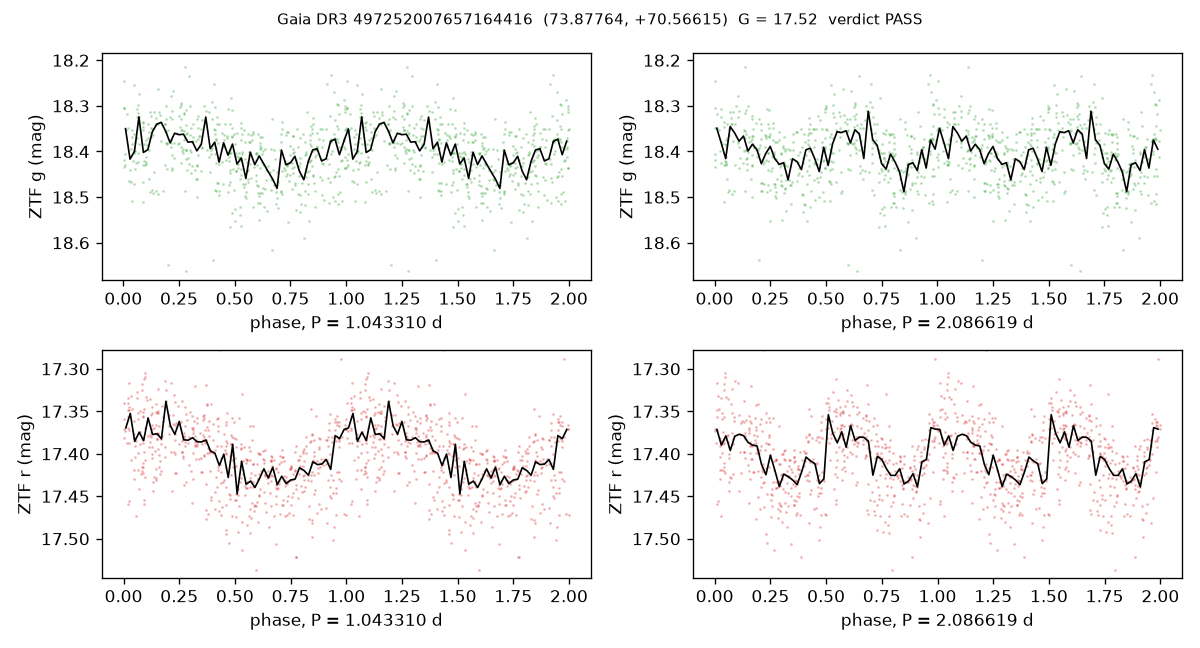 Gaia DR3 497252007657164416 (73.87764, +70.56615) G = 17.52 verdict PASS
18.2
18.3
18.4
18.5
18.6
ZTF g (mag)
0.00 0.25 0.50 0.75 1.00 1.25 1.50 1.75 2.00
phase, P = 1.043310 d
18.2
18.3
18.4
18.5
18.6
ZTF g (mag)
0.00 0.25 0.50 0.75 1.00 1.25 1.50 1.75 2.00
phase, P = 2.086619 d
17.30
17.35
17.40
17.45
17.50
ZTF r (mag)
0.00 0.25 0.50 0.75 1.00 1.25 1.50 1.75 2.00
phase, P = 1.043310 d
17.30
17.35
17.40
17.45
17.50
ZTF r (mag)
0.00 0.25 0.50 0.75 1.00 1.25 1.50 1.75 2.00
phase, P = 2.086619 d